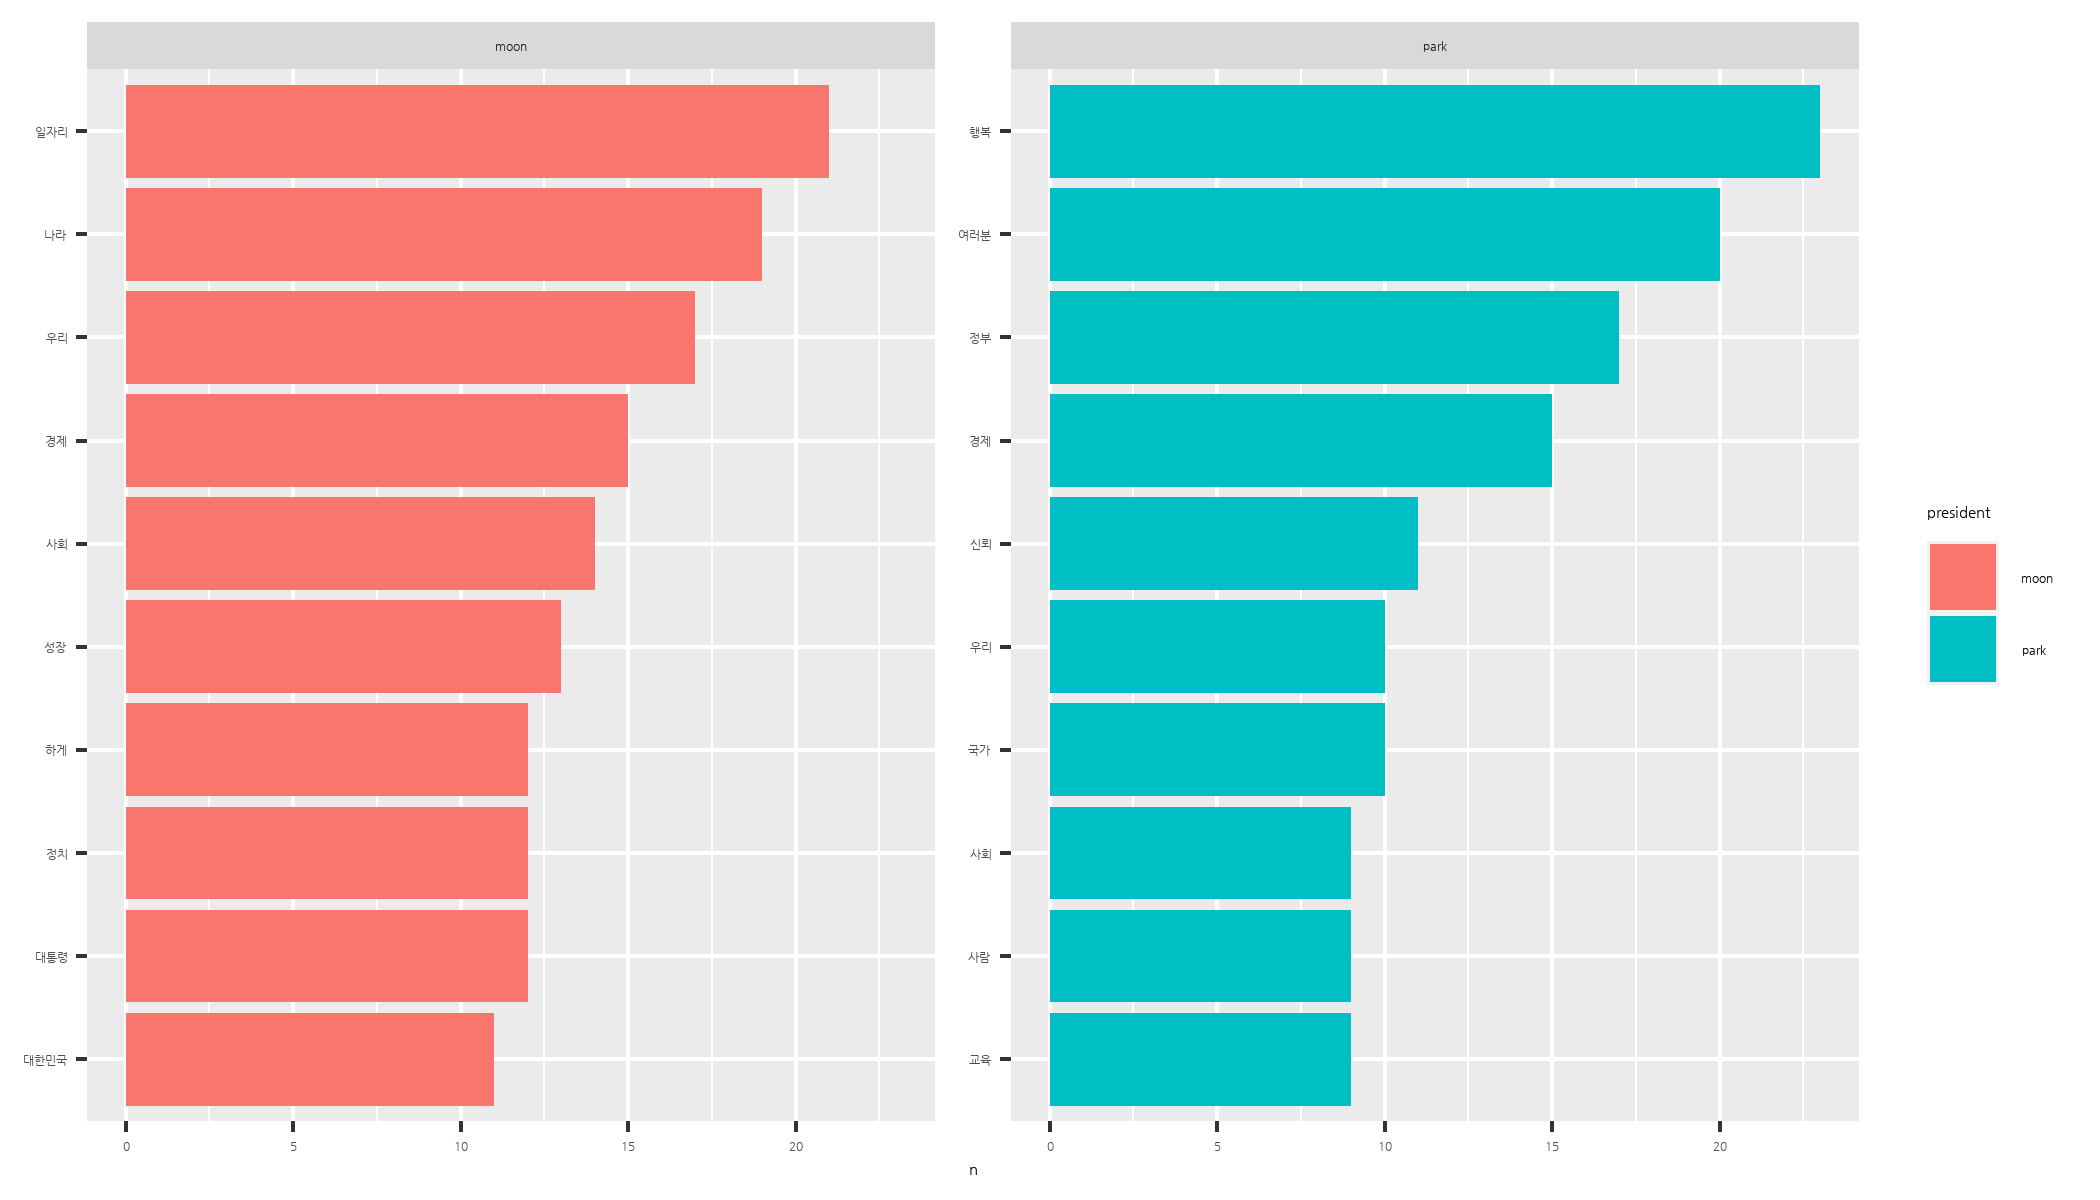 moon
일자리
나라
우리
경제
사회
성장
하게
정치
대통령
대한민국
0 5 10 15 20
park
행복
여러분
정부
경제
신뢰
우리
국가
사회
사람
교육
0 5 10 15 20
n
president
moon
park